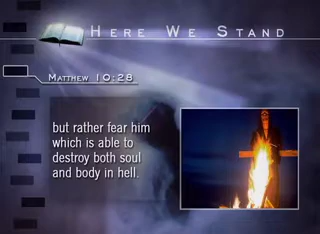 Here We Stand
Matthew 10:28
but rather fear him
which is able to
destroy both soul
and body in hell.